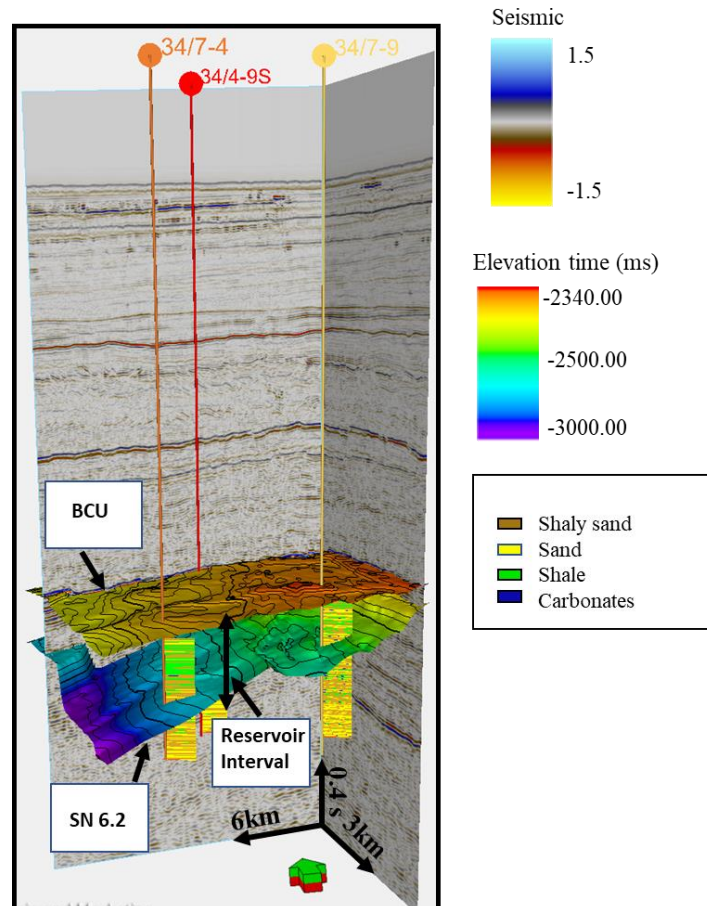 34/7-4
34/4-9S
34/7-9
BCU
SN 6.2
Reservoir
Interval
6km
0.4 s
3km
Seismic
1.5
-1.5
Elevation time (ms)
-2340.00
-2500.00
-3000.00
Shaly sand
Sand
Shale
Carbonates